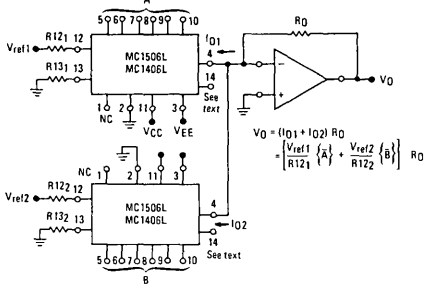 A
5 6 7 8 9 10
Vref1 R121 12
MC1506L
MC1406L
R131 13
IO1
4
14
See text
1 2 11 3
NC
VCC VEE
RO
−
+
VO
VO = (IO1 + IO2) RO
= [Vref1/R121 {A̅} + Vref2/R122 {B̅}] RO
NC 1 2 11 3
Vref2 R122 12
MC1506L
MC1406L
R132 13
4
IO2
14
See text
5 6 7 8 9 10
B